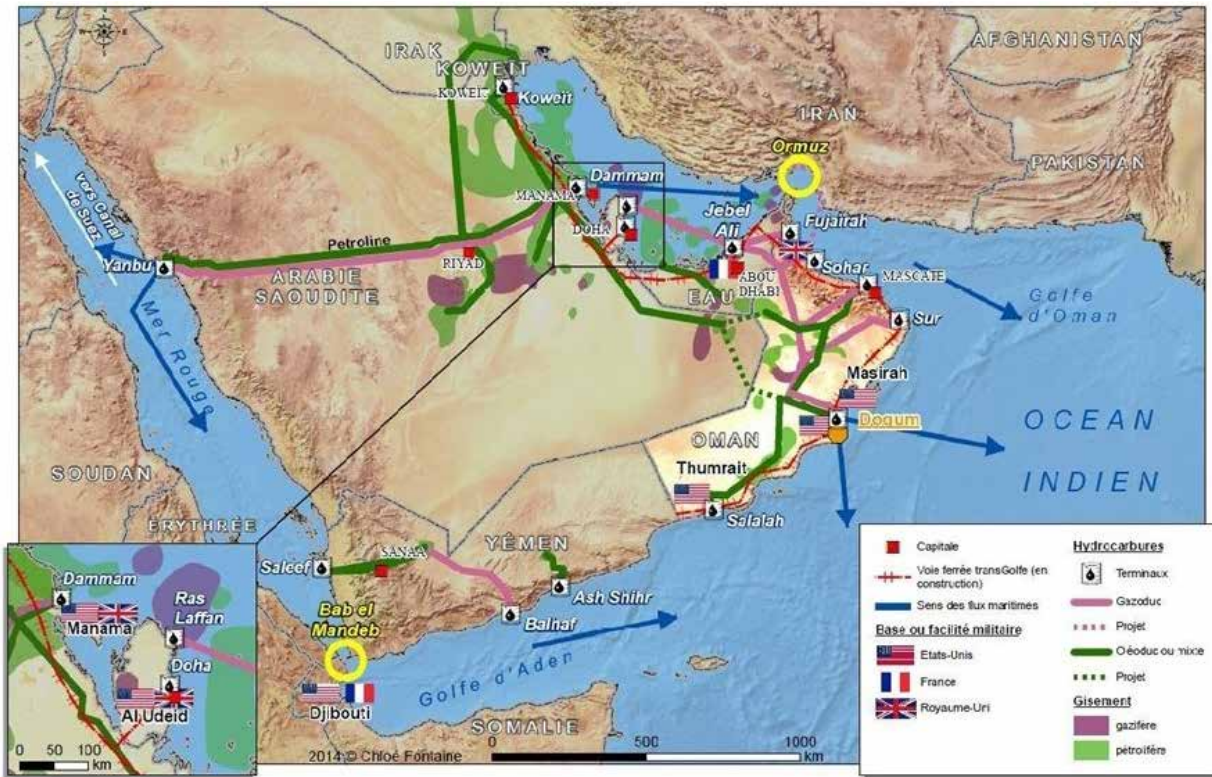 N
W
E
S
IRAK
AFGHANISTAN
KOWEIT
KOWEIT
Koweit
IRAN
Ormuz
PAKISTAN
vers Canal
de Suez
Dammam
MANAMA
Jebel
Ali
Fujairah
DOHA
Petroline
Yanbu
RIYAD
Sohar
MASCATE
ARABIE
SAOUDITE
ABOU
DHABI
EAU
Golfe
d'Oman
Sur
Mer Rouge
Masirah
OCEAN
INDIEN
Dogum
OMAN
SOUDAN
Thumrait
Salalah
ERYTHRÉE
YÉMEN
SANAA
Saleef
Ash Shihr
Bab el
Mandeb
Balhaf
Golfe d'Aden
Djibouti
SOMALIE
2014 © Chloé Fontaine
0 500 1000
km
Dammam
Ras
Laffan
Manama
Doha
Al Udeid
0 50 100
km
Capitale
Voie ferrée transGolfe (en
construction)
Sens des flux maritimes
Base ou facilité militaire
Etats-Unis
France
Royaume-Uni
Hydrocarbures
Terminaux
Gazoduc
Projet
Oléoduc ou mixte
Projet
Gisement
gazifère
pétrolifère